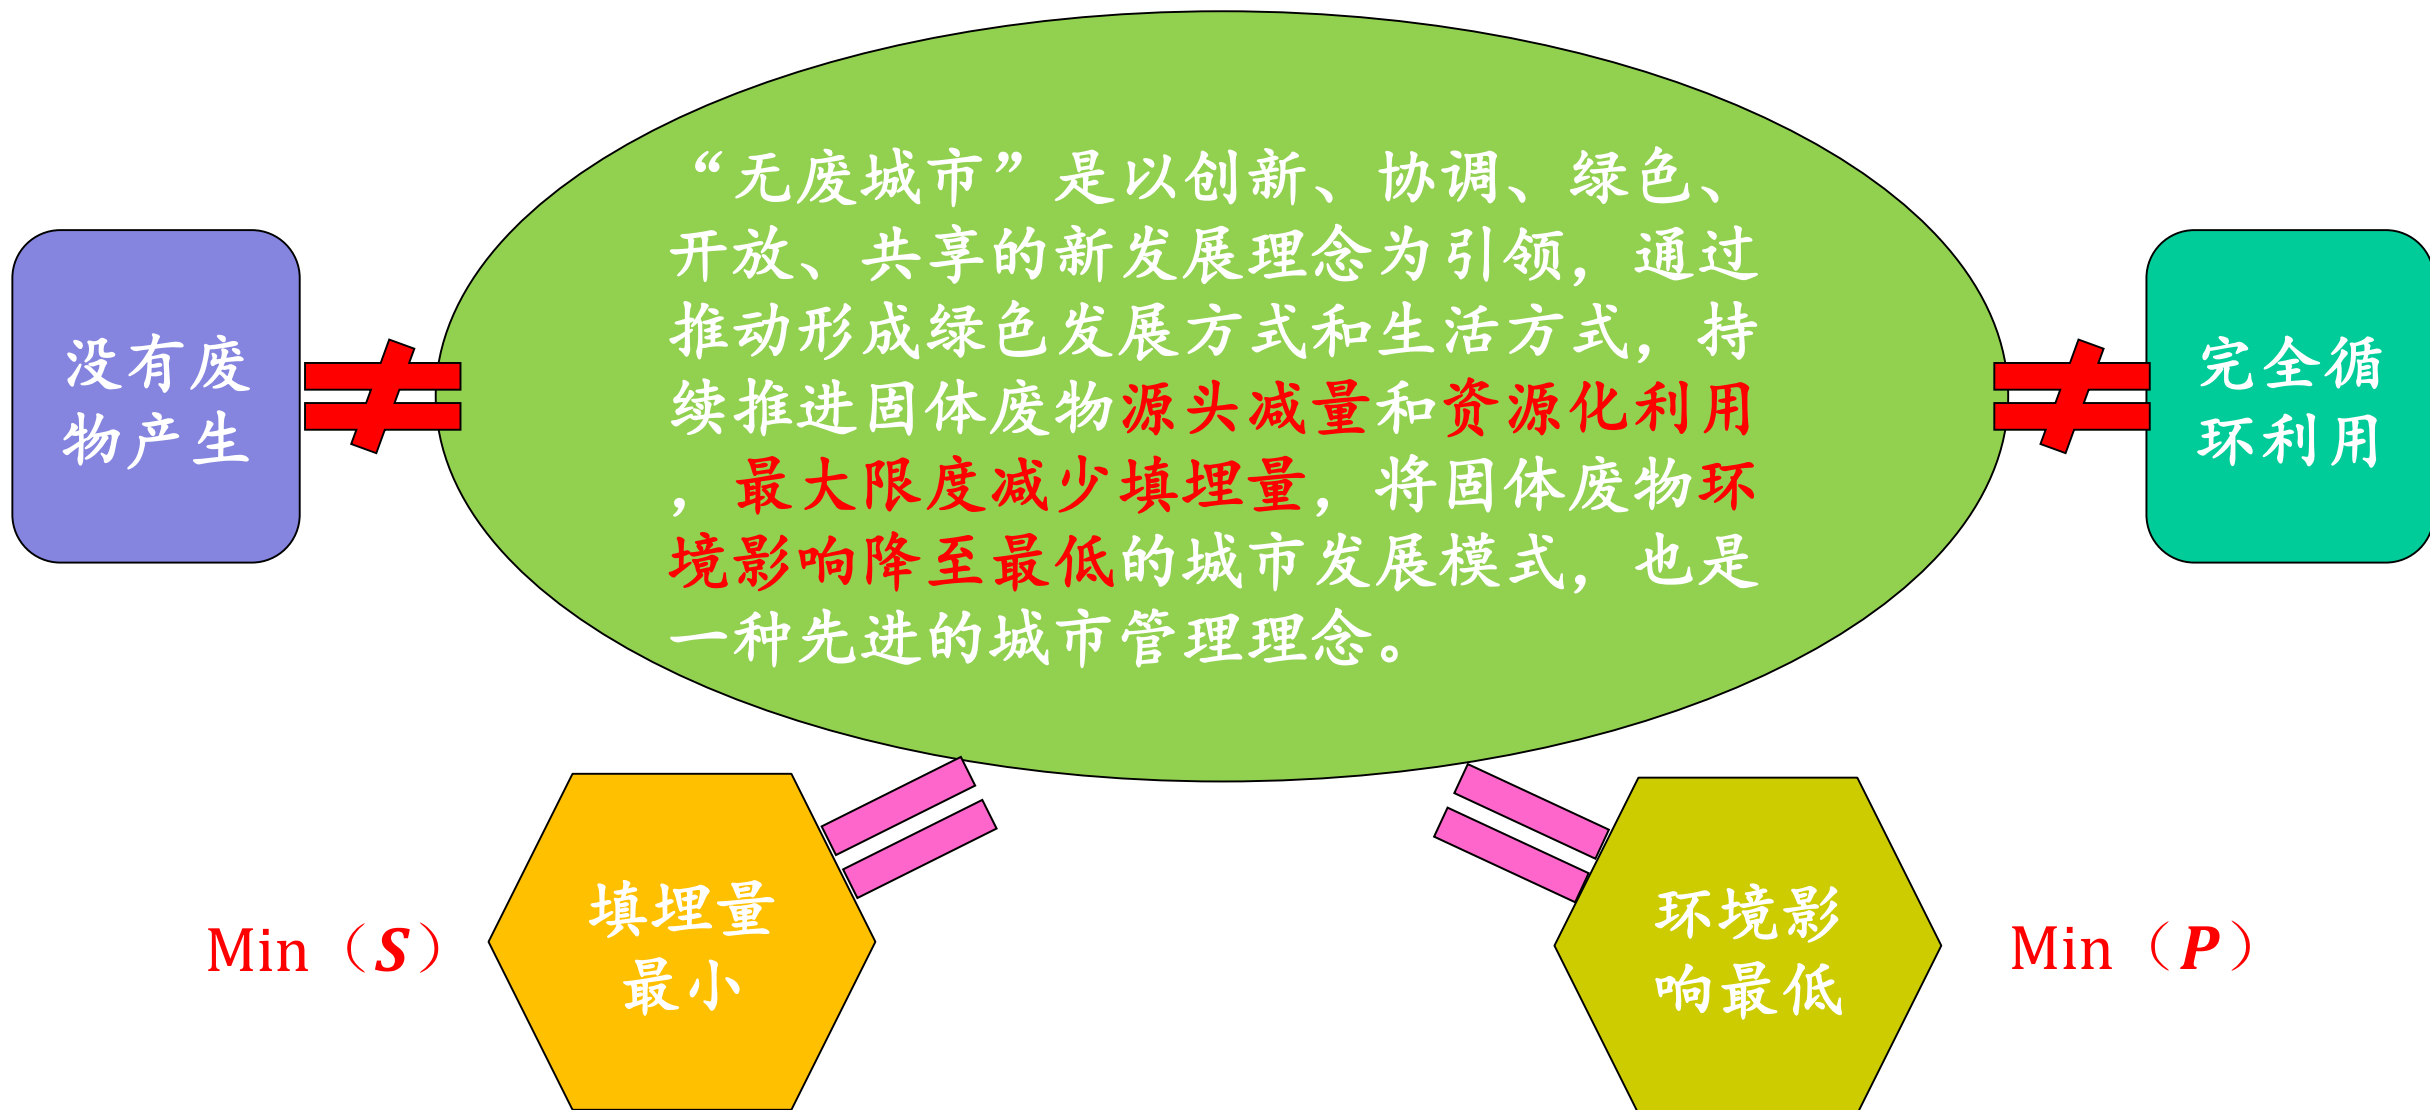 “无废城市”是以创新、协调、绿色、
开放、共享的新发展理念为引领，通过
推动形成绿色发展方式和生活方式，持
续推进固体废物源头减量和资源化利用
，最大限度减少填埋量，将固体废物环
境影响降至最低的城市发展模式，也是
一种先进的城市管理理念。
没有废
物产生
完全循
环利用
填埋量
最小
Min（S）
环境影
响最低
Min（P）